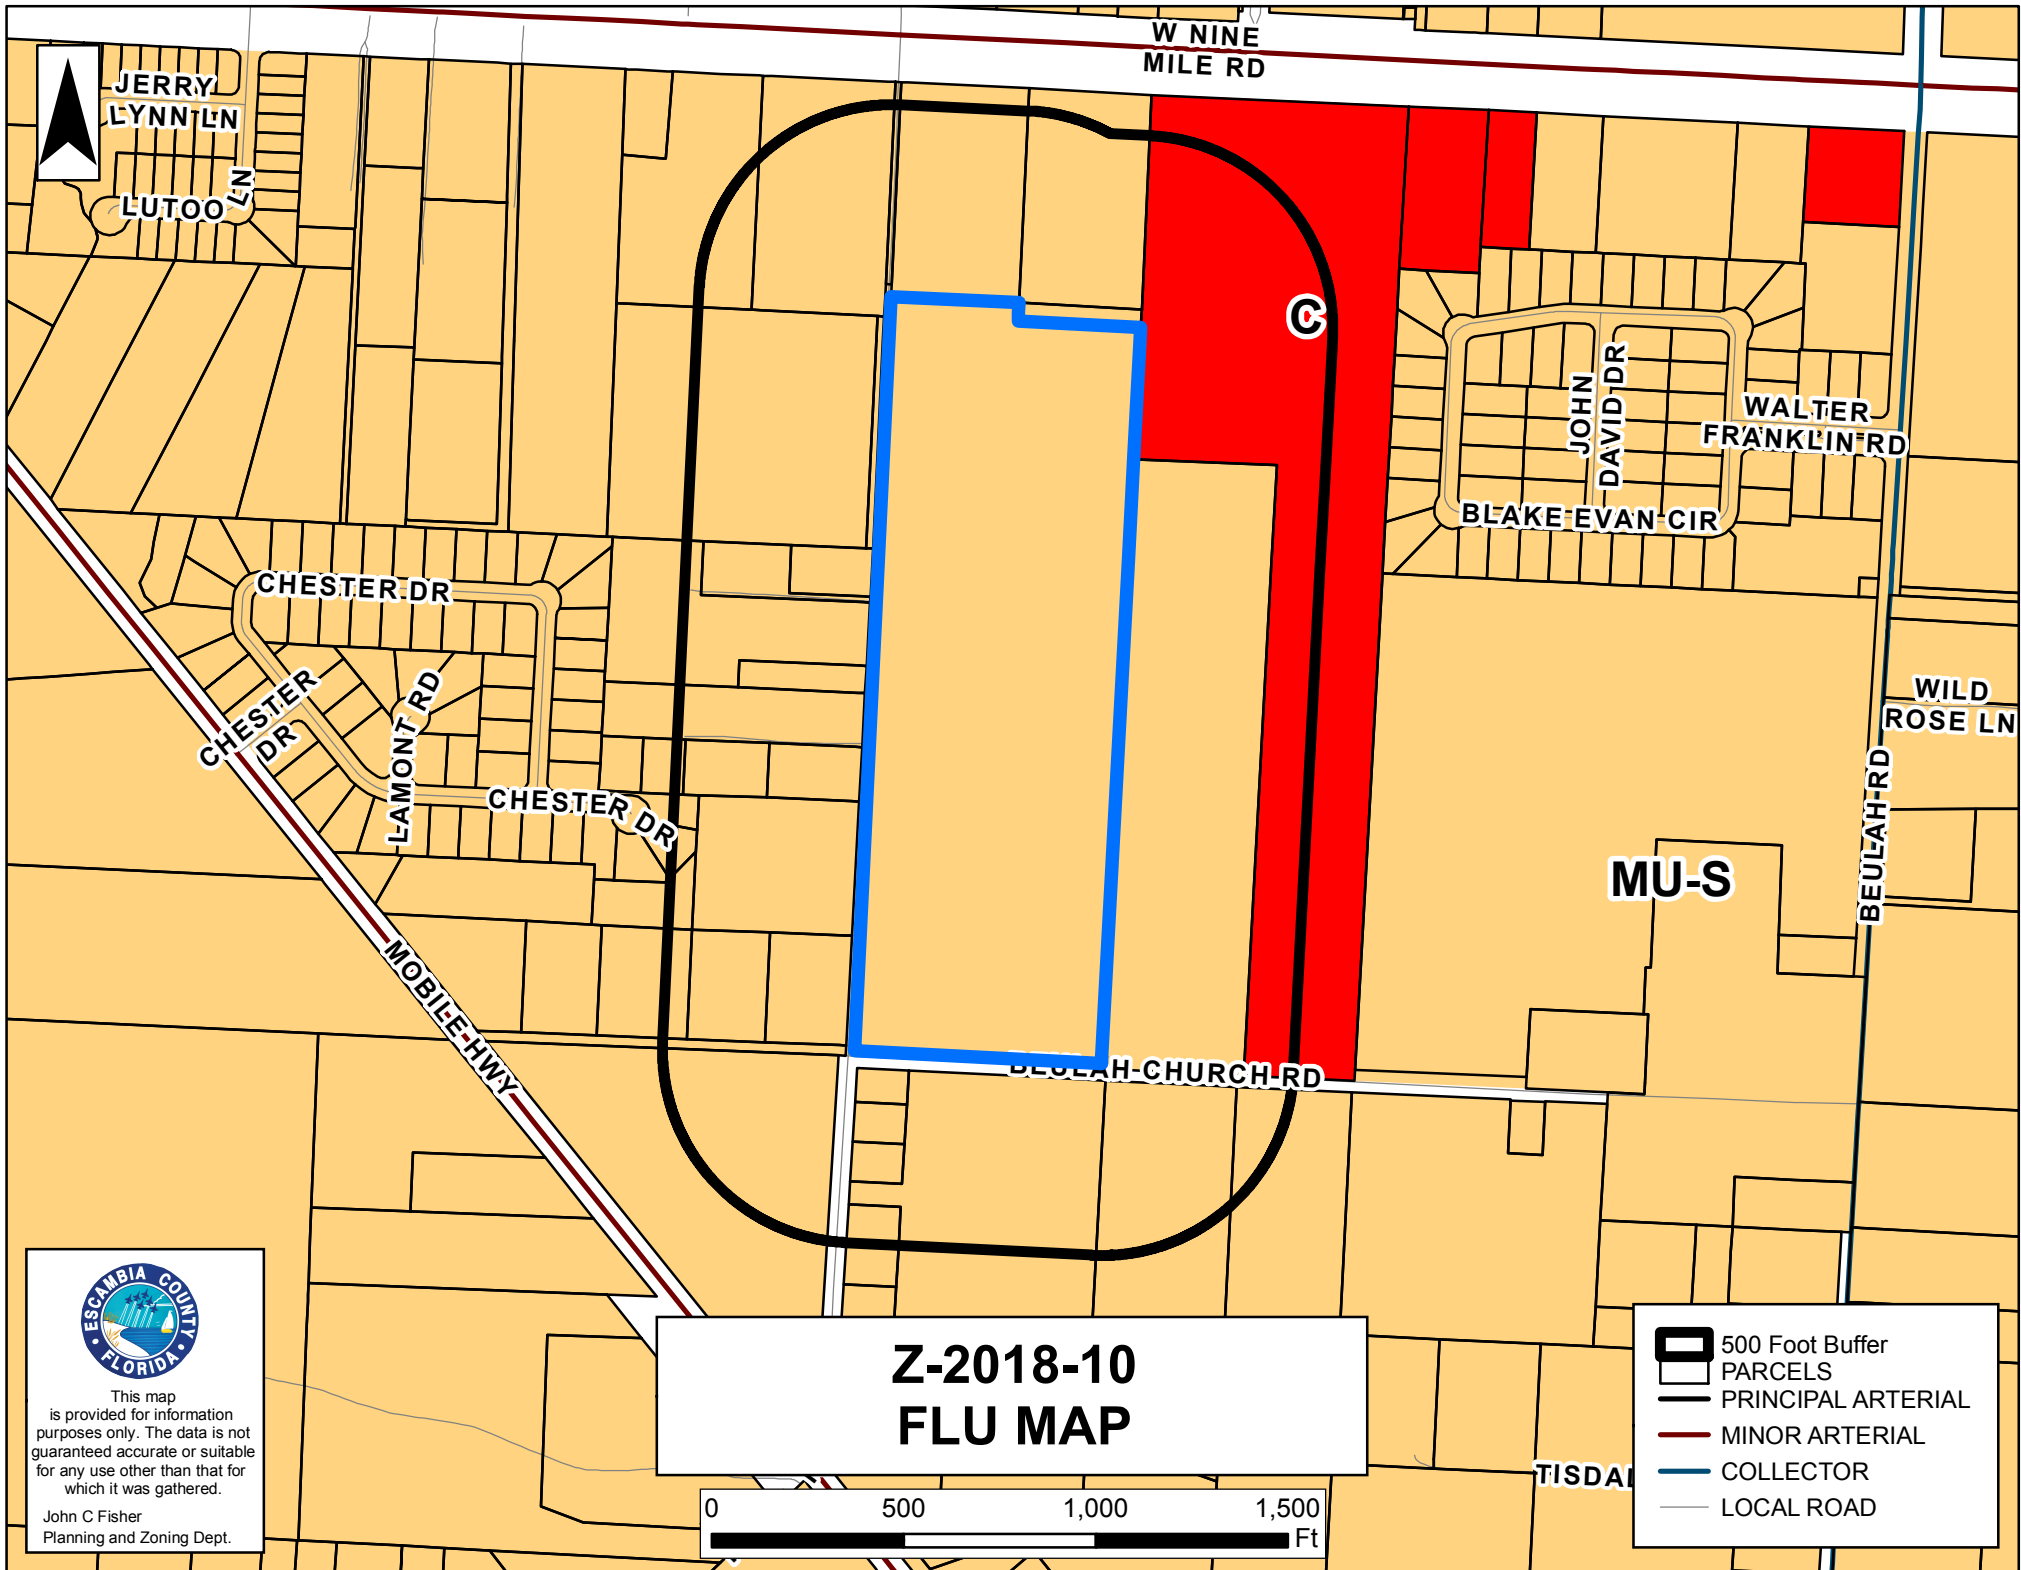 W NINE
MILE RD
JERRY
LYNN LN
LUTOO LN
C
JOHN
DAVID DR
WALTER
FRANKLIN RD
BLAKE EVAN CIR
CHESTER DR
CHESTER
DR
LAMONT RD
CHESTER DR
WILD
ROSE LN
BEULAH RD
MU-S
MOBILE HWY
BEULAH CHURCH RD
ESCAMBIA COUNTY
FLORIDA
This map
is provided for information
purposes only. The data is not
guaranteed accurate or suitable
for any use other than that for
which it was gathered.
John C Fisher
Planning and Zoning Dept.
Z-2018-10
FLU MAP
0 500 1,000 1,500
Ft
500 Foot Buffer
PARCELS
PRINCIPAL ARTERIAL
MINOR ARTERIAL
COLLECTOR
LOCAL ROAD